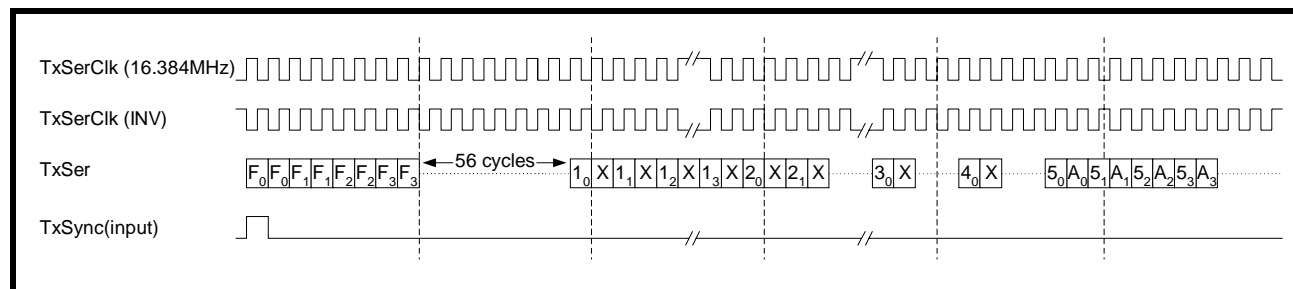 TxSerClk (16.384MHz)
TxSerClk (INV)
TxSer F₀ F₀ F₁ F₁ F₂ F₂ F₃ F₃ 56 cycles 1₀ X 1₁ X 1₂ X 1₃ X 2₀ X 2₁ X 3₀ X 4₀ X 5₀ A₀ 5₁ A₁ 5₂ A₂ 5₃ A₃
TxSync(input)